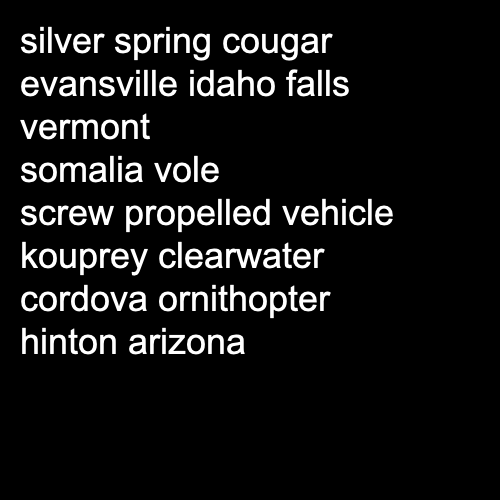 silver spring cougar
evansville idaho falls
vermont
somalia vole
screw propelled vehicle
kouprey clearwater
cordova ornithopter
hinton arizona